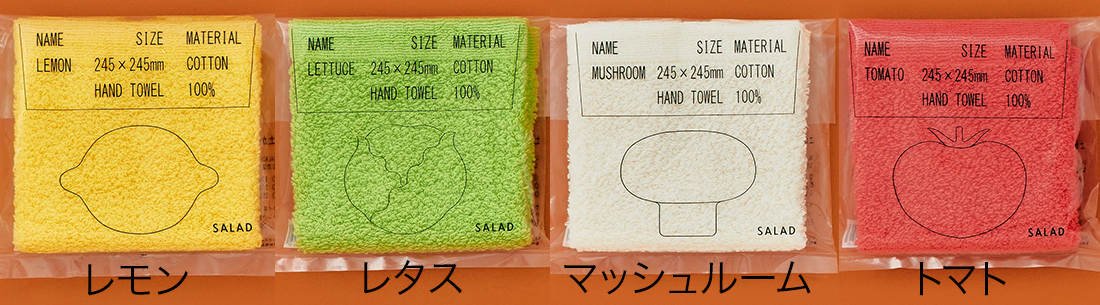 NAME SIZE MATERIAL
LEMON 245×245mm COTTON
HAND TOWEL 100%
SALAD
レモン
NAME SIZE MATERIAL
LETTUCE 245×245mm COTTON
HAND TOWEL 100%
SALAD
レタス
NAME SIZE MATERIAL
MUSHROOM 245×245mm COTTON
HAND TOWEL 100%
SALAD
マッシュルーム
NAME SIZE MATERIAL
TOMATO 245×245mm COTTON
HAND TOWEL 100%
SALAD
トマト